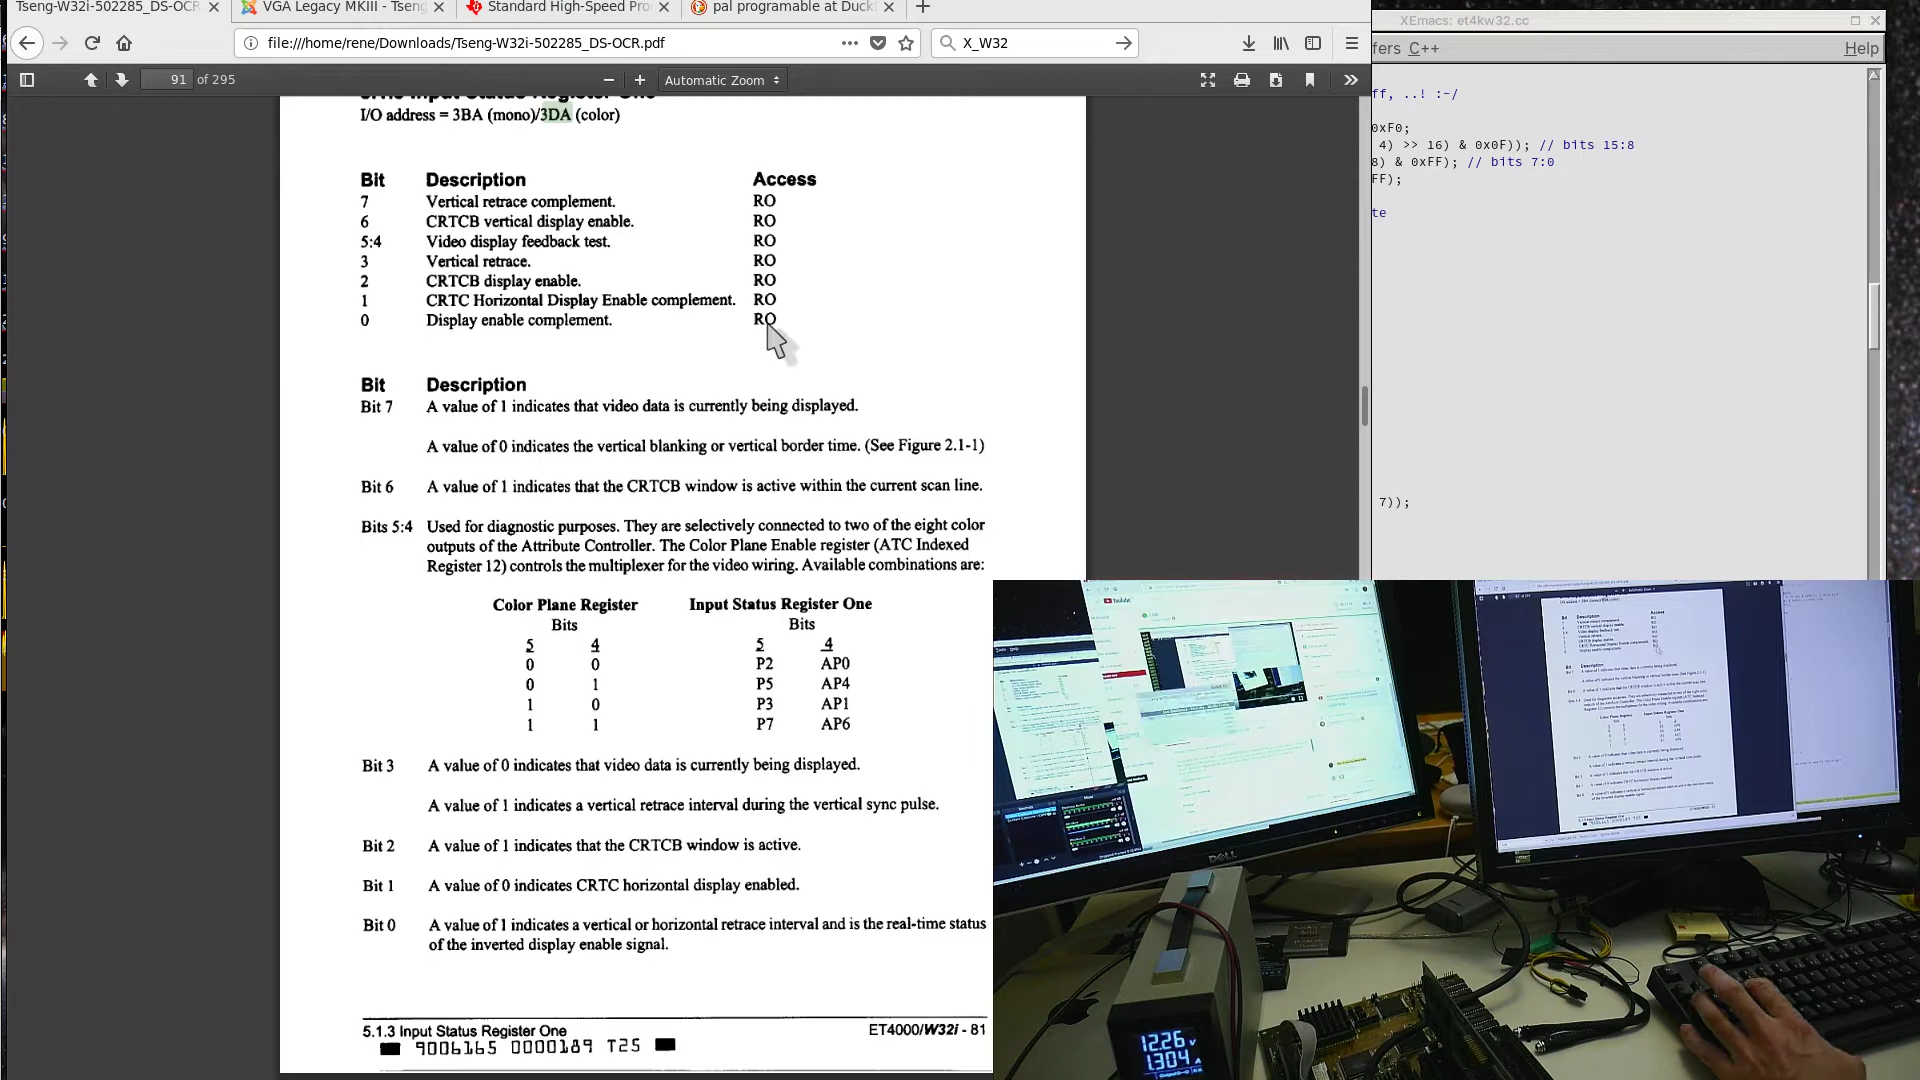 Tseng-W32i-502285_DS-OCR.
VGA Legacy MKIII - Tseng
Standard High-Speed Pro
pal programable at Duck
XEmacs: et4kw32.cc
file:///home/rene/Downloads/Tseng-W32i-502285_DS-OCR.pdf
X_W32
fers C++
Help
91 of 295
Automatic Zoom
ff, ..! :-/
0xF0;
4) >> 16) & 0x0F)); // bits 15:8
8) & 0xFF); // bits 7:0
FF);
te
7));
Input Status Register One
I/O address = 3BA (mono)/3DA (color)
Bit Description Access
7 Vertical retrace complement. RO
6 CRTCB vertical display enable. RO
5:4 Video display feedback test. RO
3 Vertical retrace. RO
2 CRTCB display enable. RO
1 CRTC Horizontal Display Enable complement. RO
0 Display enable complement. RO
Bit Description
Bit 7 A value of 1 indicates that video data is currently being displayed.
A value of 0 indicates the vertical blanking or vertical border time. (See Figure 2.1-1)
Bit 6 A value of 1 indicates that the CRTCB window is active within the current scan line.
Bits 5:4 Used for diagnostic purposes. They are selectively connected to two of the eight color
outputs of the Attribute Controller. The Color Plane Enable register (ATC Indexed
Register 12) controls the multiplexer for the video wiring. Available combinations are:
Color Plane Register Input Status Register One
Bits Bits
5 4 5 4
0 0 P2 AP0
0 1 P5 AP4
1 0 P3 AP1
1 1 P7 AP6
Bit 3 A value of 0 indicates that video data is currently being displayed.
A value of 1 indicates a vertical retrace interval during the vertical sync pulse.
Bit 2 A value of 1 indicates that the CRTCB window is active.
Bit 1 A value of 0 indicates CRTC horizontal display enabled.
Bit 0 A value of 1 indicates a vertical or horizontal retrace interval and is the real-time status
of the inverted display enable signal.
5.1.3 Input Status Register One ET4000/W32i - 81
9006165 0000189 T25
YouTube
DELL
12.26 V
1.304 A